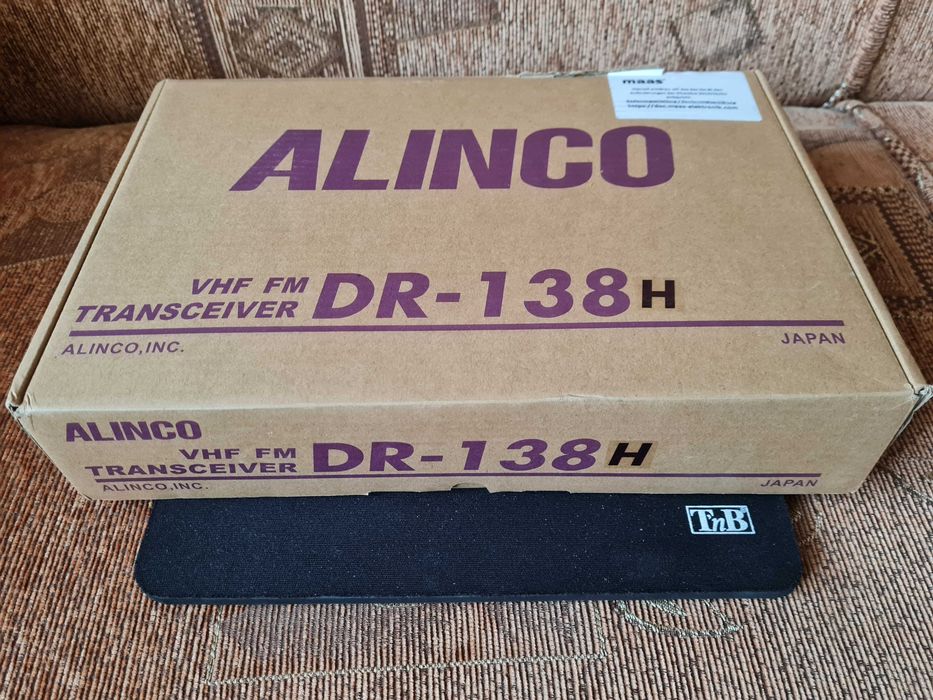 maas
ALINCO
VHF FM
TRANSCEIVER DR-138H
ALINCO,INC.
JAPAN
ALINCO
VHF FM
TRANSCEIVER DR-138H
ALINCO,INC.
JAPAN
TnB